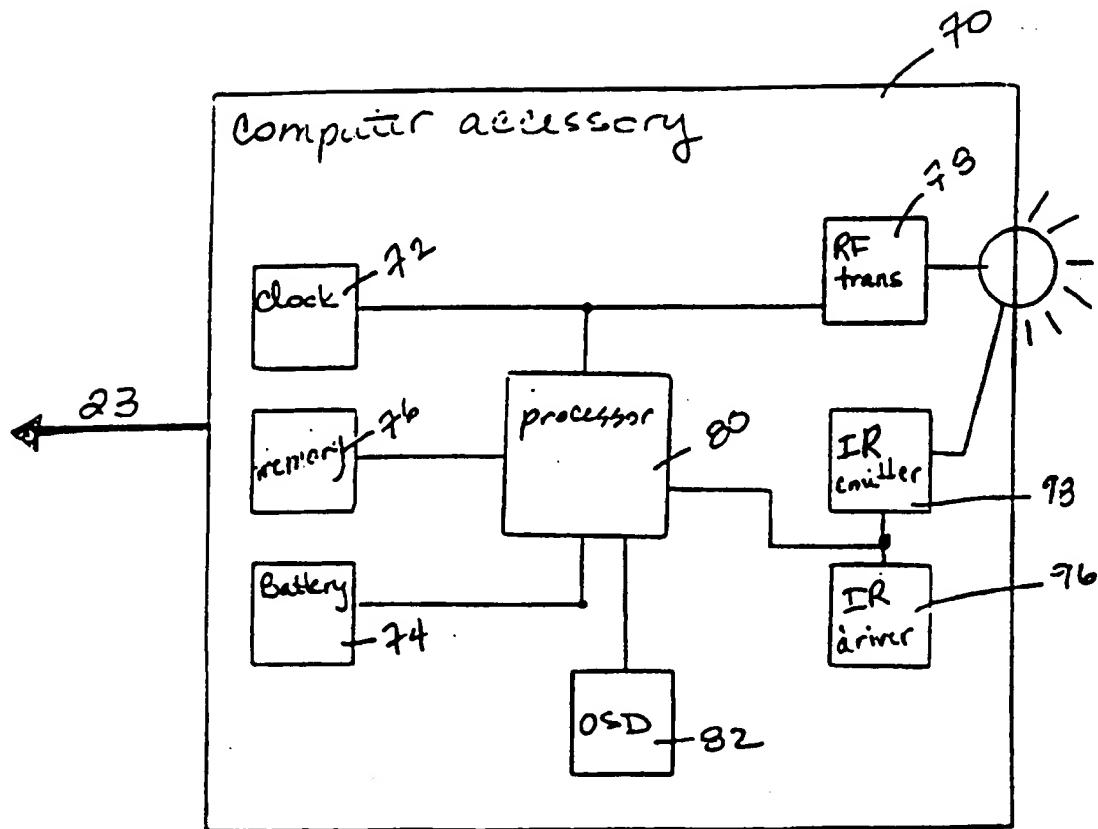 70
computer accessory
78
RF
trans
clock
72
23
memory
76
processor
80
IR
emitter
93
Battery
74
IR
driver
96
OSD
82